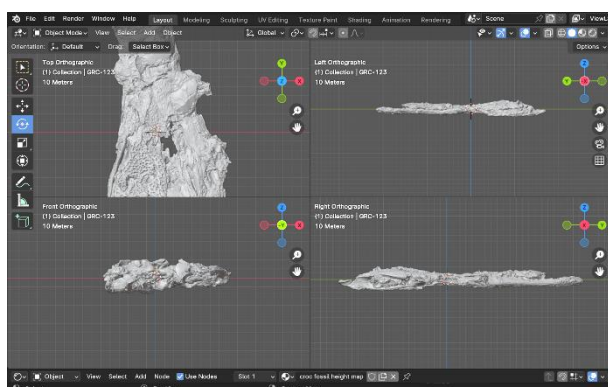 File Edit Render Window Help Layout Modeling Sculpting UV Editing Texture Paint Shading Animation Rendering Scene ViewL
Object Mode View Select Add Object Global
Orientation: Default Drag: Select Box Options
Top Orthographic
(1) Collection | GRC-123
10 Meters
Left Orthographic
(1) Collection | GRC-123
10 Meters
Front Orthographic
(1) Collection | GRC-123
10 Meters
Right Orthographic
(1) Collection | GRC-123
10 Meters
Object View Select Add Node Use Nodes Slot 1 croc fossil height map